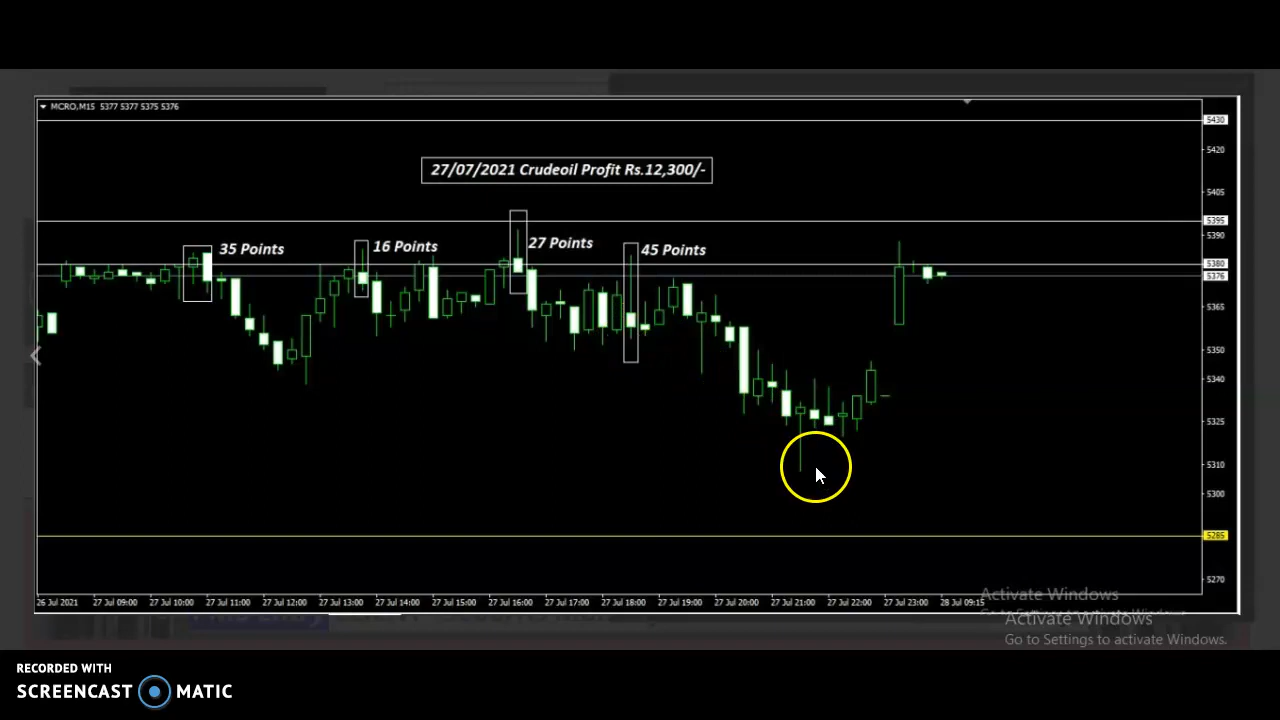 MCRO,M15 5377 5377 5375 5376
5430
5420
27/07/2021 Crudeoil Profit Rs.12,300/-
5405
5395
5390
35 Points
16 Points
27 Points
45 Points
5380
5376
5365
5350
5340
5325
5310
5300
5285
5270
26 Jul 2021 27 Jul 09:00 27 Jul 10:00 27 Jul 11:00 27 Jul 12:00 27 Jul 13:00 27 Jul 14:00 27 Jul 15:00 27 Jul 16:00 27 Jul 17:00 27 Jul 18:00 27 Jul 19:00 27 Jul 20:00 27 Jul 21:00 27 Jul 22:00 27 Jul 23:00 28 Jul 09:15
Activate Windows
Activate Windows
Go to Settings to activate Windows.
RECORDED WITH
SCREENCAST MATIC